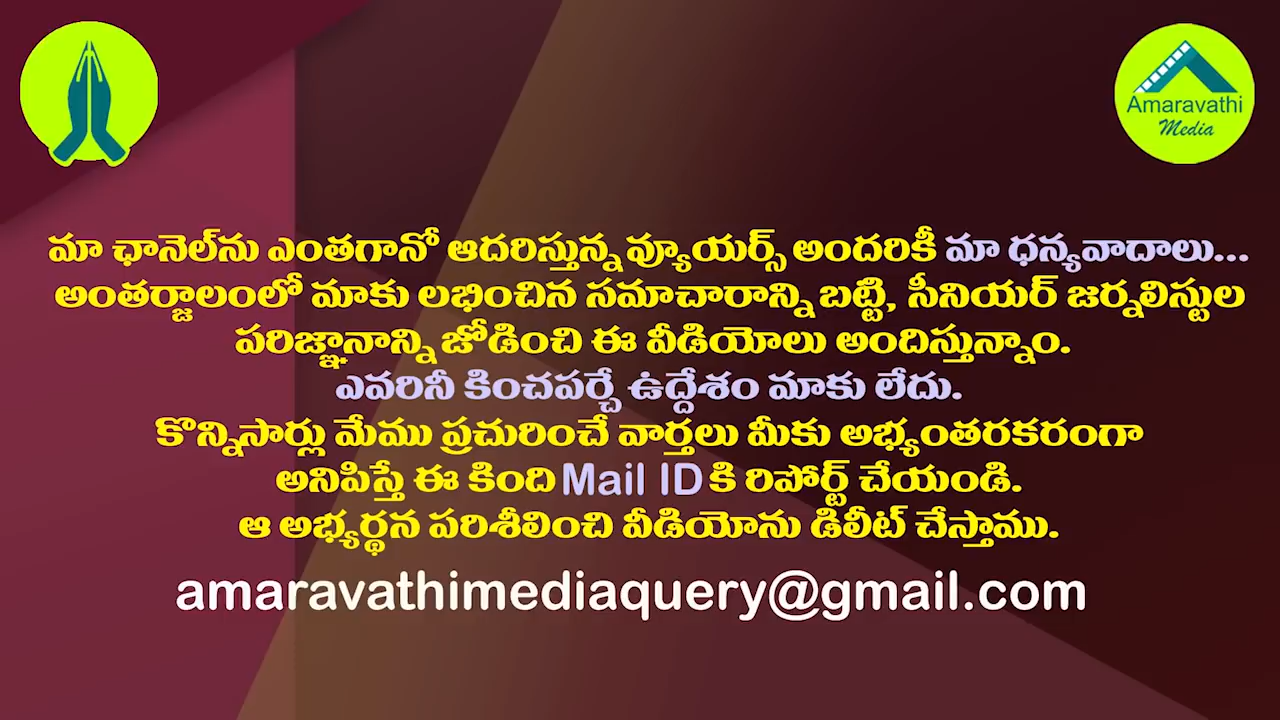 Amaravathi
Media
మా ఛానెల్‌ను ఎంతగానో ఆదరిస్తున్న వ్యూయర్స్ అందరికీ మా ధన్యవాదాలు...
అంతర్జాలంలో మాకు లభించిన సమాచారాన్ని బట్టి, సీనియర్ జర్నలిస్టుల
పరిజ్ఞానాన్ని జోడించి ఈ వీడియోలు అందిస్తున్నాం.
ఎవరినీ కించపర్చే ఉద్దేశం మాకు లేదు.
కొన్నిసార్లు మేము ప్రచురించే వార్తలు మీకు అభ్యంతరకరంగా
అనిపిస్తే ఈ కింది Mail ID కి రిపోర్ట్ చేయండి.
ఆ అభ్యర్థన పరిశీలించి వీడియోను డిలీట్ చేస్తాము.
amaravathimediaquery@gmail.com